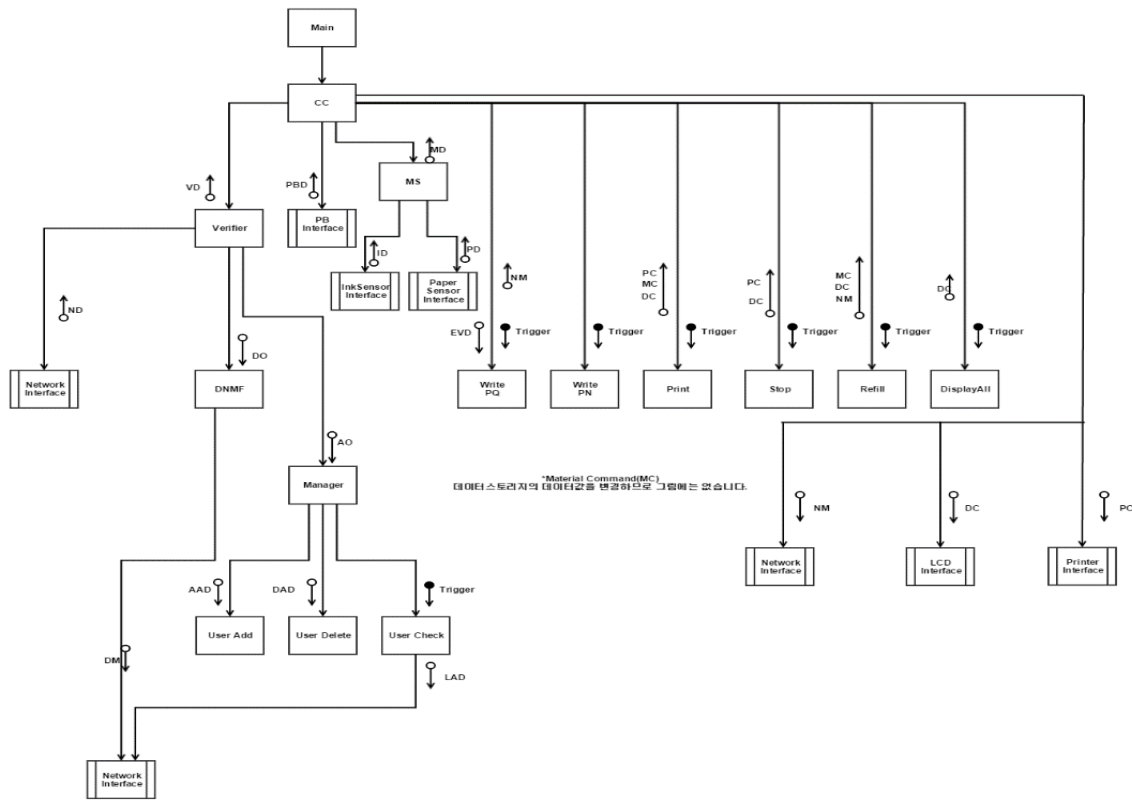 Main
CC
MD
MS
VD
PBD
Verifier
PB
Interface
ID
PD
InkSensor
Interface
Paper
Sensor
Interface
ND
DO
NM
EVD
Trigger
Trigger
PC
MC
DC
Trigger
PC
DC
Trigger
MC
DC
NM
Trigger
DC
Trigger
Network
Interface
DNMF
Write
PQ
Write
PN
Print
Stop
Refill
DisplayAll
AO
Manager
*Material Command(MC)
데이터스토리지의 데이터값을 변경하므로 그림에는 없습니다.
NM
DC
PC
Network
Interface
LCD
Interface
Printer
Interface
AAD
DAD
Trigger
User Add
User Delete
User Check
DM
LAD
Network
Interface